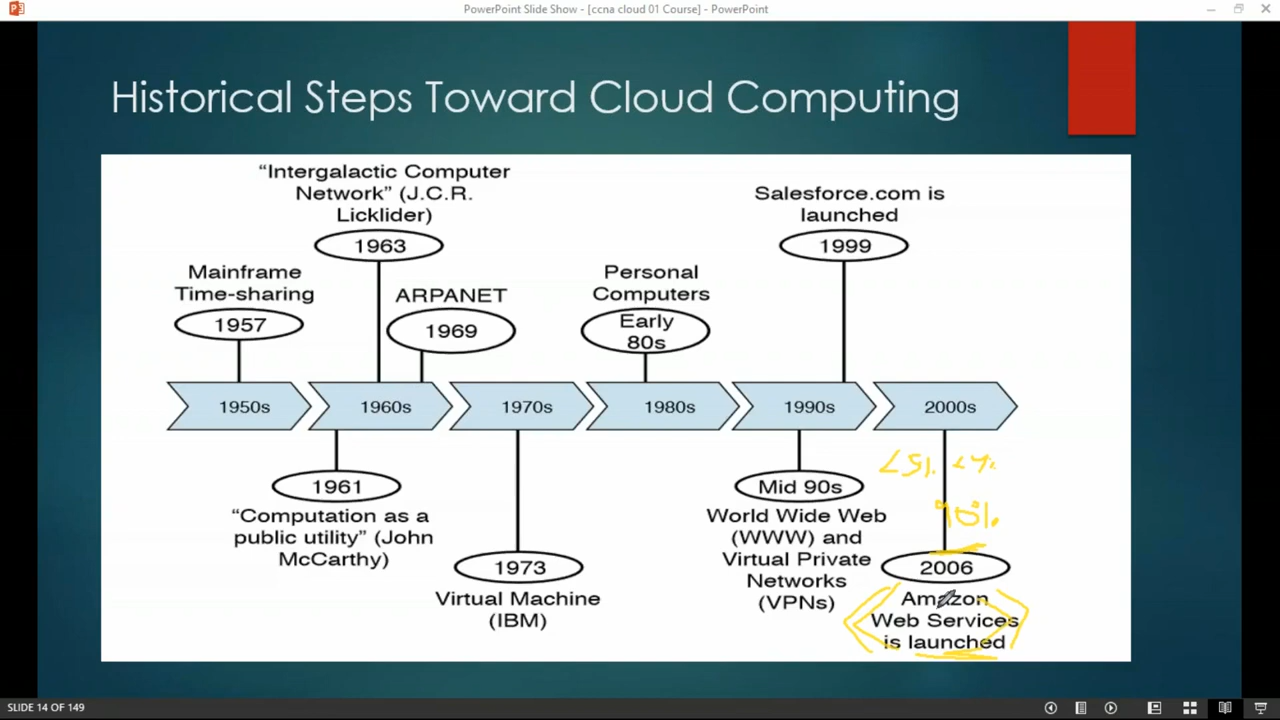 PowerPoint Slide Show - [ccna cloud 01 Course] - PowerPoint
Historical Steps Toward Cloud Computing
“Intergalactic Computer
Network” (J.C.R.
Licklider)
1963
Salesforce.com is
launched
1999
Mainframe
Time-sharing
1957
ARPANET
1969
Personal
Computers
Early
80s
1950s
1960s
1970s
1980s
1990s
2000s
1961
“Computation as a
public utility” (John
McCarthy)
1973
Virtual Machine
(IBM)
Mid 90s
World Wide Web
(WWW) and
Virtual Private
Networks
(VPNs)
2006
Amazon
Web Services
is launched
SLIDE 14 OF 149